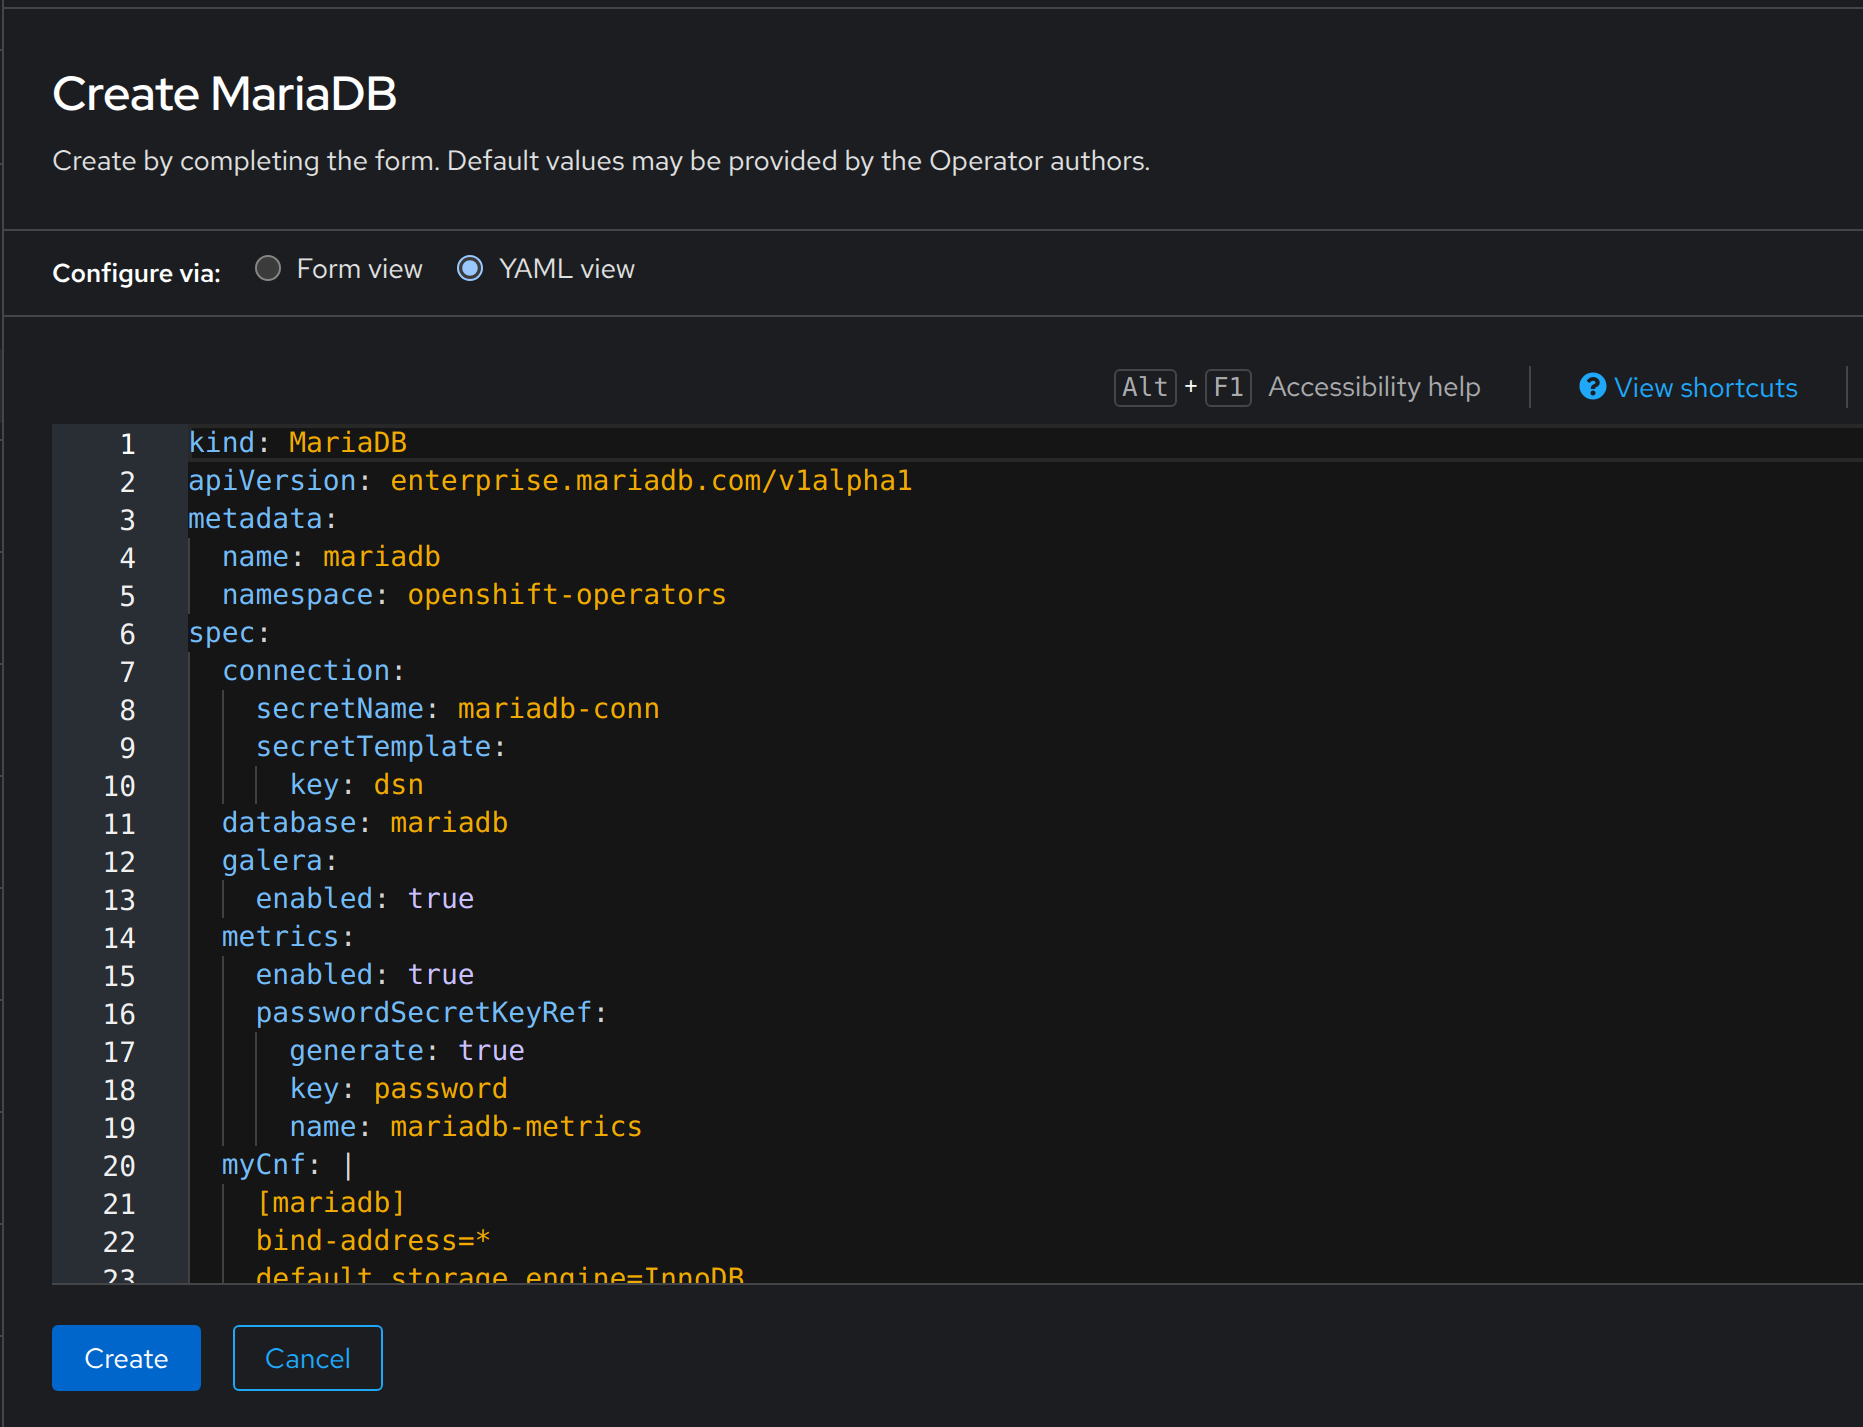 Create MariaDB
Create by completing the form. Default values may be provided by the Operator authors.
Configure via: Form view YAML view
Alt + F1 Accessibility help View shortcuts
1 kind: MariaDB
2 apiVersion: enterprise.mariadb.com/v1alpha1
3 metadata:
4   name: mariadb
5   namespace: openshift-operators
6 spec:
7   connection:
8     secretName: mariadb-conn
9     secretTemplate:
10       key: dsn
11   database: mariadb
12   galera:
13     enabled: true
14   metrics:
15     enabled: true
16     passwordSecretKeyRef:
17       generate: true
18       key: password
19       name: mariadb-metrics
20   myCnf: |
21     [mariadb]
22     bind-address=*
23     default_storage_engine=InnoDB
Create Cancel